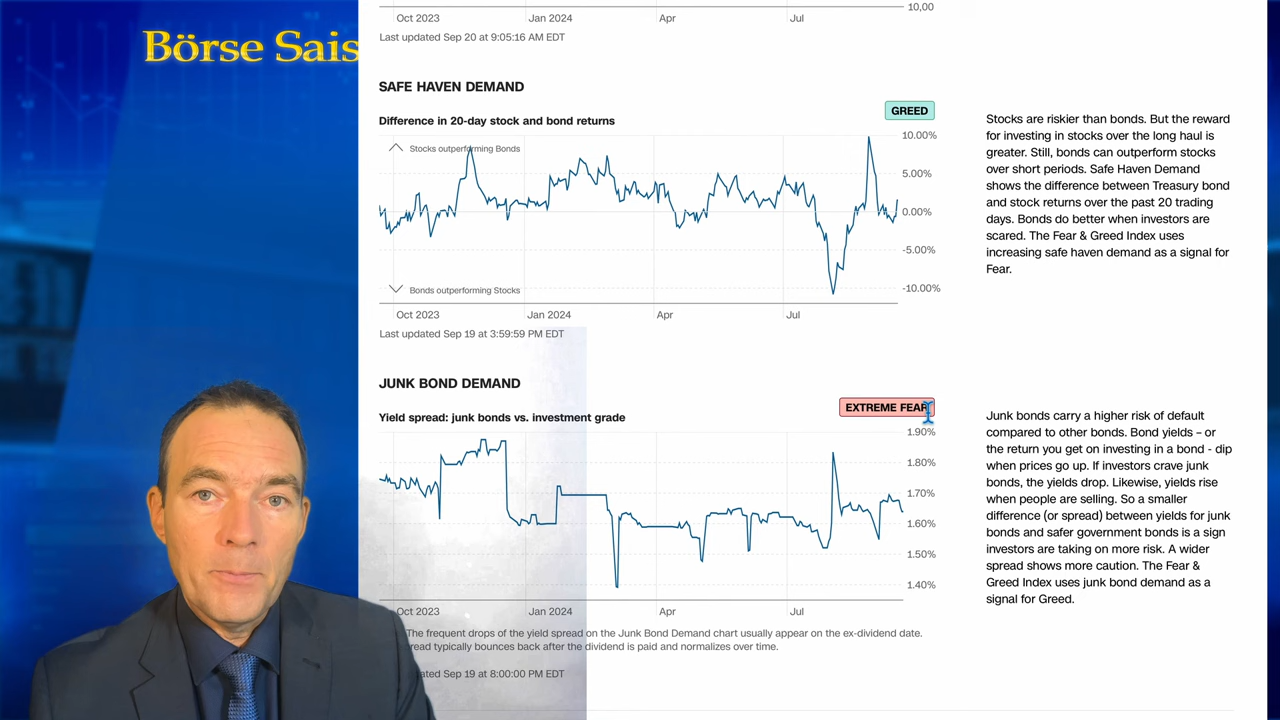 Börse Sais
10,00
Oct 2023 Jan 2024 Apr Jul
Last updated Sep 20 at 9:05:16 AM EDT
SAFE HAVEN DEMAND
GREED
Difference in 20-day stock and bond returns
Stocks outperforming Bonds
10.00%
5.00%
0.00%
-5.00%
-10.00%
Bonds outperforming Stocks
Oct 2023 Jan 2024 Apr Jul
Last updated Sep 19 at 3:59:59 PM EDT
Stocks are riskier than bonds. But the reward
for investing in stocks over the long haul is
greater. Still, bonds can outperform stocks
over short periods. Safe Haven Demand
shows the difference between Treasury bond
and stock returns over the past 20 trading
days. Bonds do better when investors are
scared. The Fear & Greed Index uses
increasing safe haven demand as a signal for
Fear.
JUNK BOND DEMAND
EXTREME FEAR
Yield spread: junk bonds vs. investment grade
1.90%
1.80%
1.70%
1.60%
1.50%
1.40%
Oct 2023 Jan 2024 Apr Jul
The frequent drops of the yield spread on the Junk Bond Demand chart usually appear on the ex-dividend date.
read typically bounces back after the dividend is paid and normalizes over time.
ated Sep 19 at 8:00:00 PM EDT
Junk bonds carry a higher risk of default
compared to other bonds. Bond yields – or
the return you get on investing in a bond - dip
when prices go up. If investors crave junk
bonds, the yields drop. Likewise, yields rise
when people are selling. So a smaller
difference (or spread) between yields for junk
bonds and safer government bonds is a sign
investors are taking on more risk. A wider
spread shows more caution. The Fear &
Greed Index uses junk bond demand as a
signal for Greed.